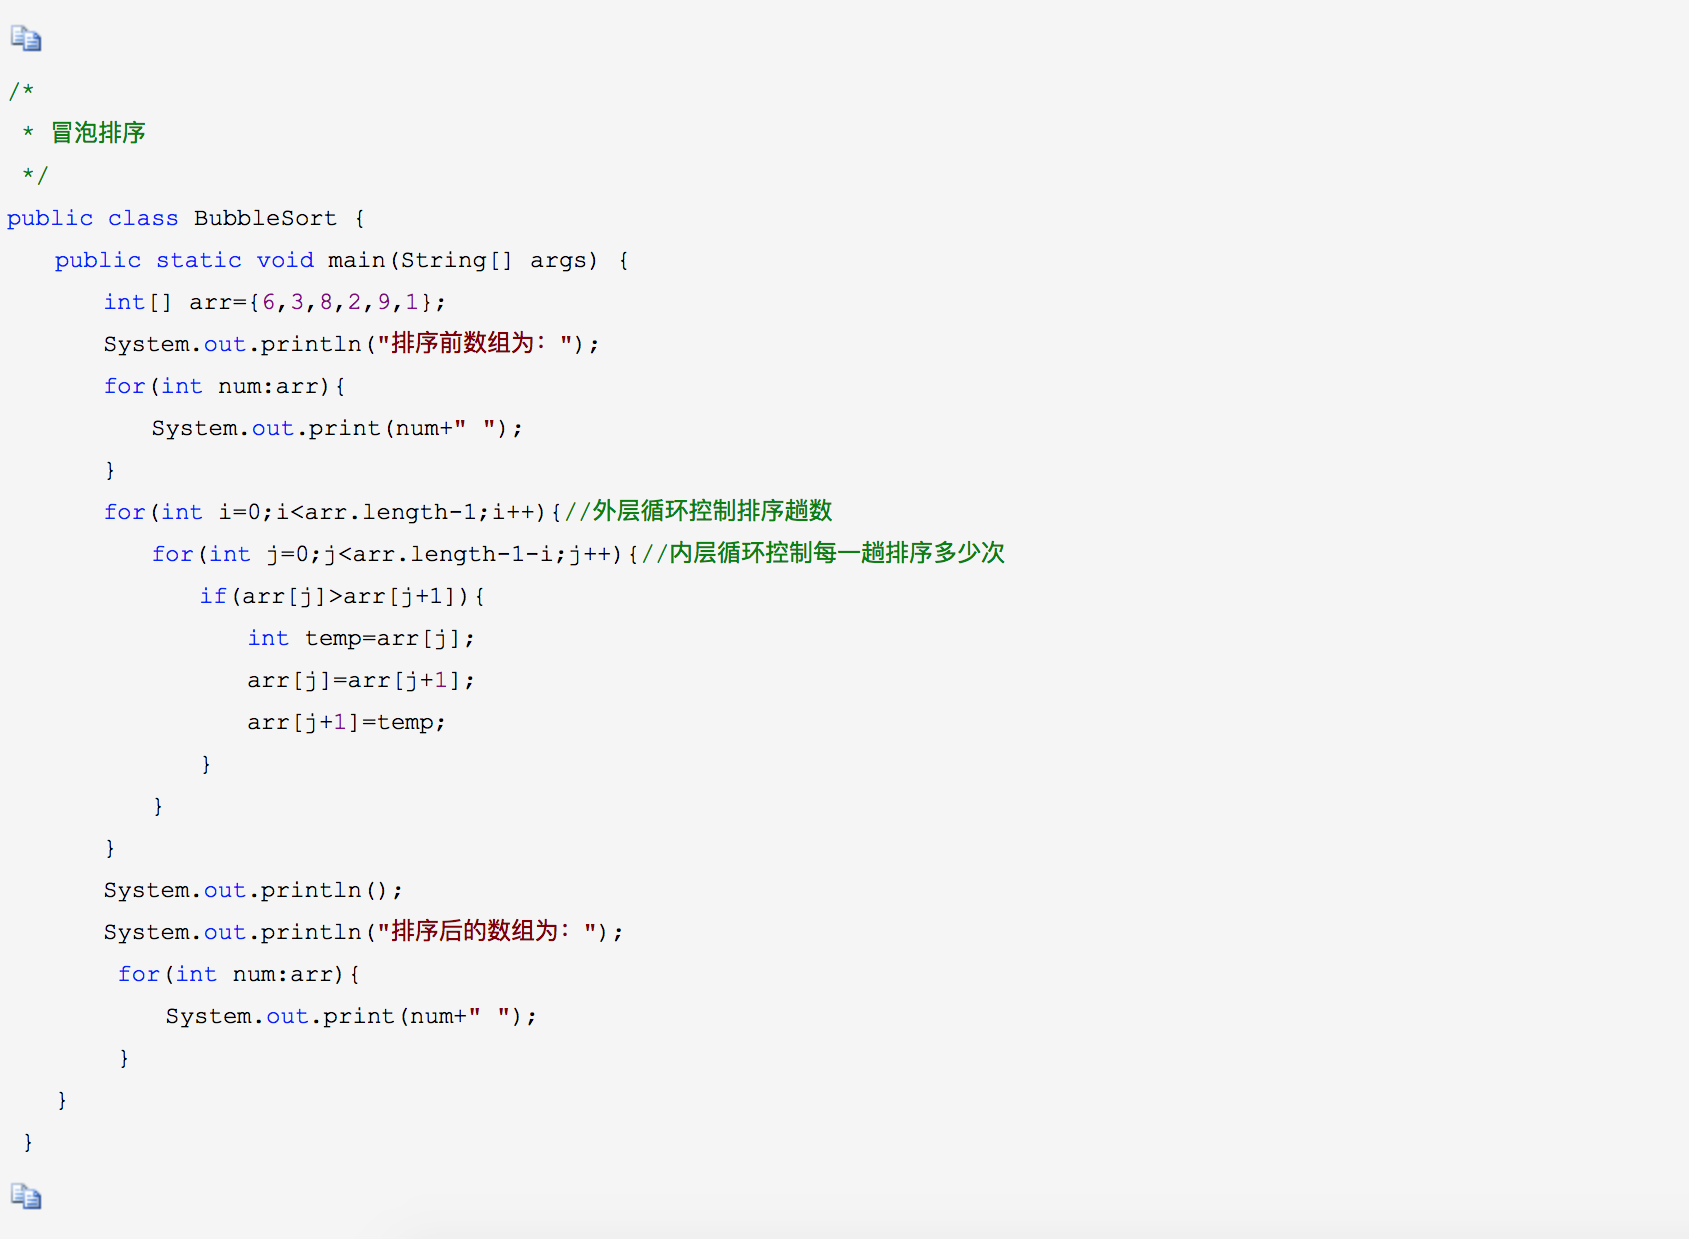 /*
 * 冒泡排序
 */
public class BubbleSort {
    public static void main(String[] args) {
        int[] arr={6,3,8,2,9,1};
        System.out.println("排序前数组为：");
        for(int num:arr){
            System.out.print(num+" ");
        }
        for(int i=0;i<arr.length-1;i++){//外层循环控制排序趟数
            for(int j=0;j<arr.length-1-i;j++){//内层循环控制每一趟排序多少次
                if(arr[j]>arr[j+1]){
                    int temp=arr[j];
                    arr[j]=arr[j+1];
                    arr[j+1]=temp;
                }
            }
        }
        System.out.println();
        System.out.println("排序后的数组为：");
         for(int num:arr){
             System.out.print(num+" ");
         }
    }
 }